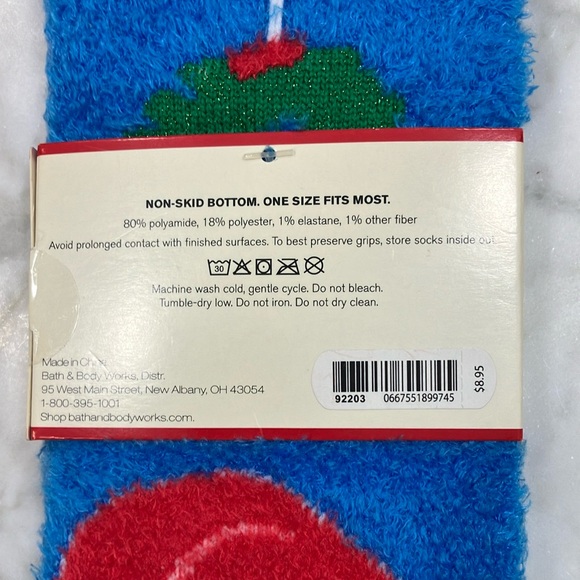 NON-SKID BOTTOM. ONE SIZE FITS MOST.
80% polyamide, 18% polyester, 1% elastane, 1% other fiber
Avoid prolonged contact with finished surfaces. To best preserve grips, store socks inside out.
30
Machine wash cold, gentle cycle. Do not bleach.
Tumble-dry low. Do not iron. Do not dry clean.
Made in China
Bath & Body Works, Distr.
95 West Main Street, New Albany, OH 43054
1-800-395-1001
Shop bathandbodyworks.com.
92203 0667551899745
$8.95